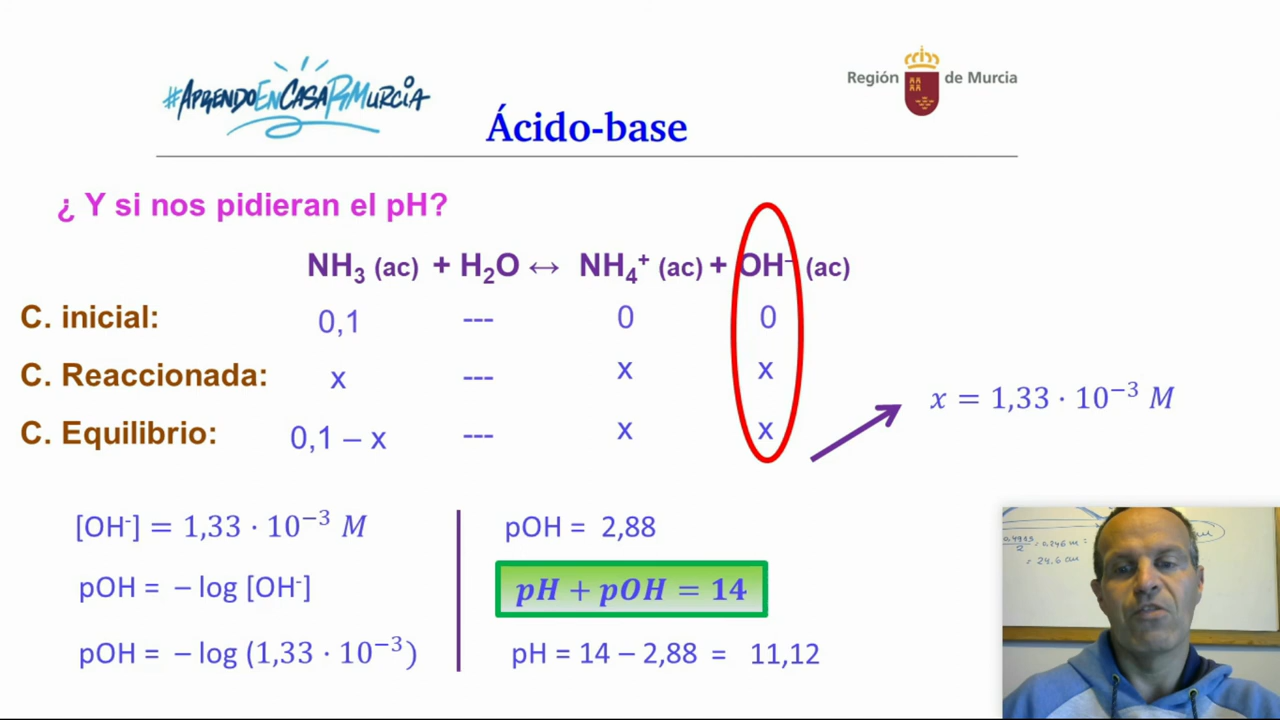 #APRENDOENCASARMURCIA
Región de Murcia
Ácido-base
¿ Y si nos pidieran el pH?
NH₃ (ac) + H₂O ↔ NH₄⁺ (ac) + OH⁻ (ac)
C. inicial: 0,1 --- 0 0
C. Reaccionada: x --- x x
x = 1,33 · 10⁻³ M
C. Equilibrio: 0,1 – x --- x x
[OH⁻] = 1,33 · 10⁻³ M
pOH = – log [OH⁻]
pOH = – log (1,33 · 10⁻³)
pOH = 2,88
pH + pOH = 14
pH = 14 – 2,88 = 11,12
= 24,6 cm